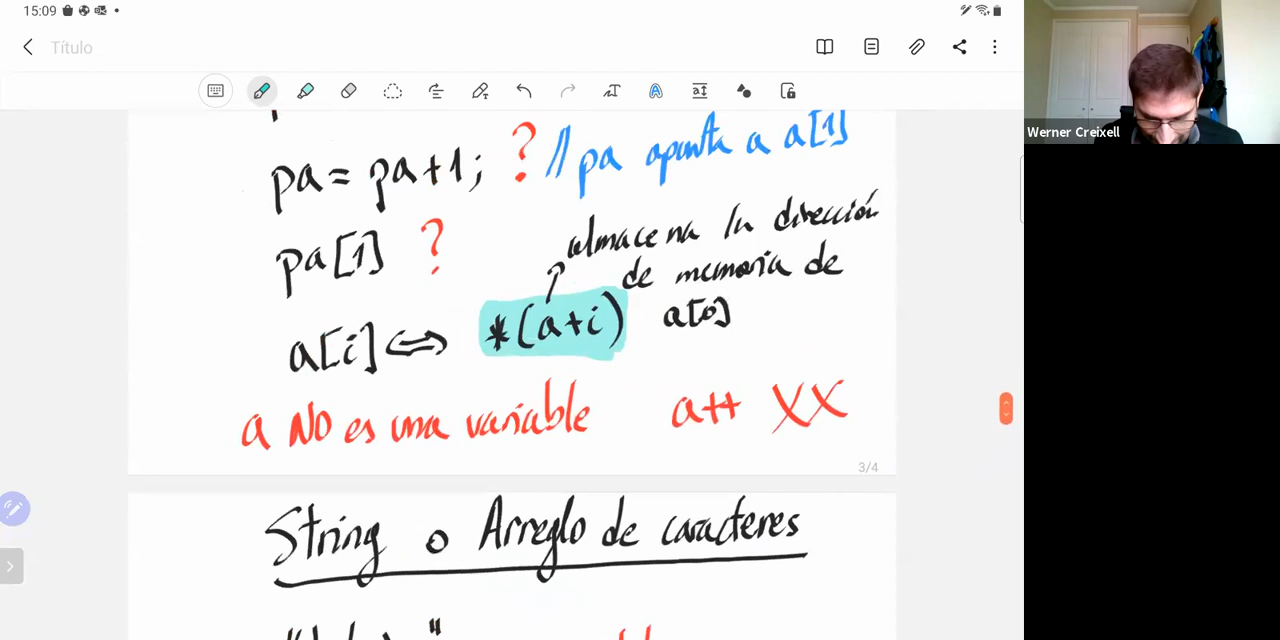 15:09
Título
Werner Creixell
pa = pa+1; ? // pa apunta a a[1]
pa[1] ?
almacena la dirección
de memoria de
a[0]
a[i] ⇔ *(a+i)
a NO es una variable a++ XX
3/4
String o Arreglo de caracteres